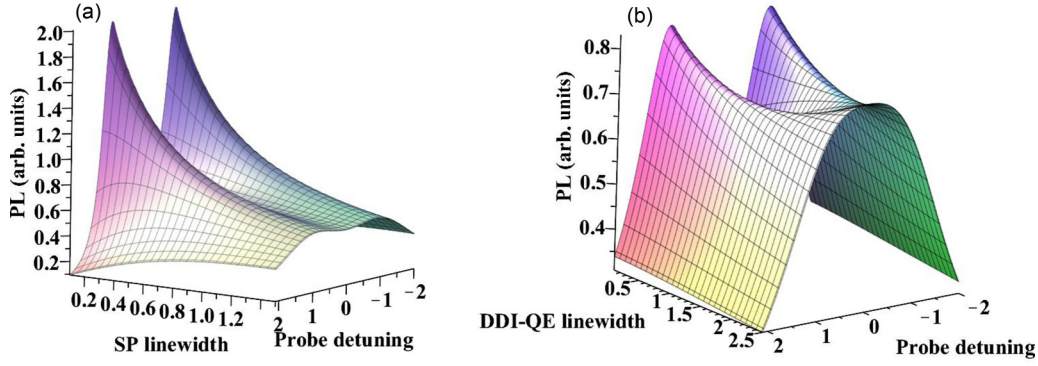 (a)
2.0
1.8
1.6
1.4
1.2
1.0
0.8
0.6
0.4
0.2
PL (arb. units)
0.2 0.4 0.6 0.8 1.0 1.2
SP linewidth
2 1 0 −1 −2
Probe detuning
(b)
0.8
0.7
0.6
0.5
0.4
PL (arb. units)
0.5 1 1.5 2 2.5
DDI-QE linewidth
2 1 0 −1 −2
Probe detuning